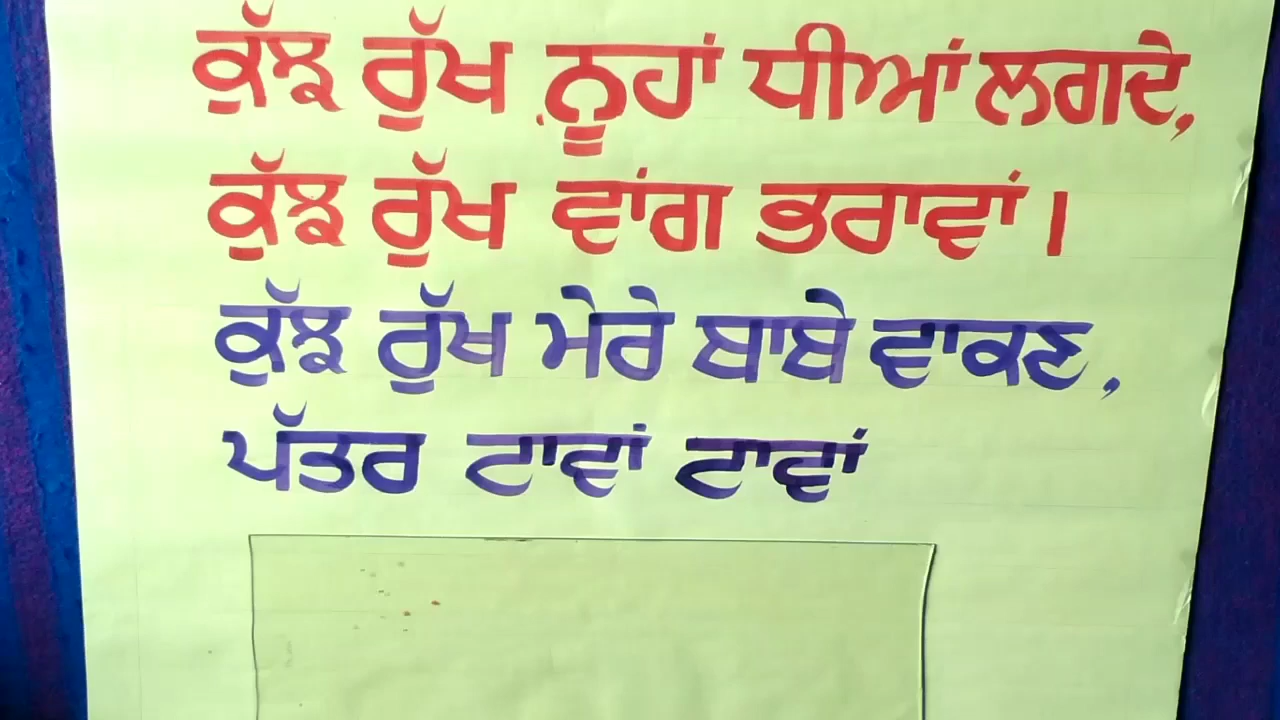 ਕੁੱਝ ਰੁੱਖ ਨੂਹਾਂ ਧੀਆਂ ਲਗਦੇ,
ਕੁੱਝ ਰੁੱਖ ਵਾਂਗ ਭਰਾਵਾਂ।
ਕੁੱਝ ਰੁੱਖ ਮੇਰੇ ਬਾਬੇ ਵਾਕਣ,
ਪੱਤਰ ਟਾਵਾਂ ਟਾਵਾਂ